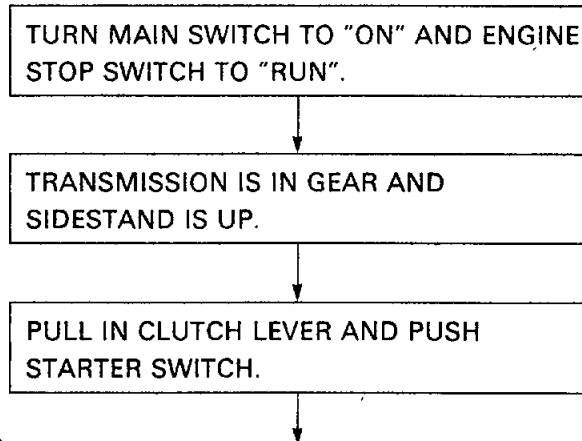 TURN MAIN SWITCH TO "ON" AND ENGINE
STOP SWITCH TO "RUN".
TRANSMISSION IS IN GEAR AND
SIDESTAND IS UP.
PULL IN CLUTCH LEVER AND PUSH
STARTER SWITCH.